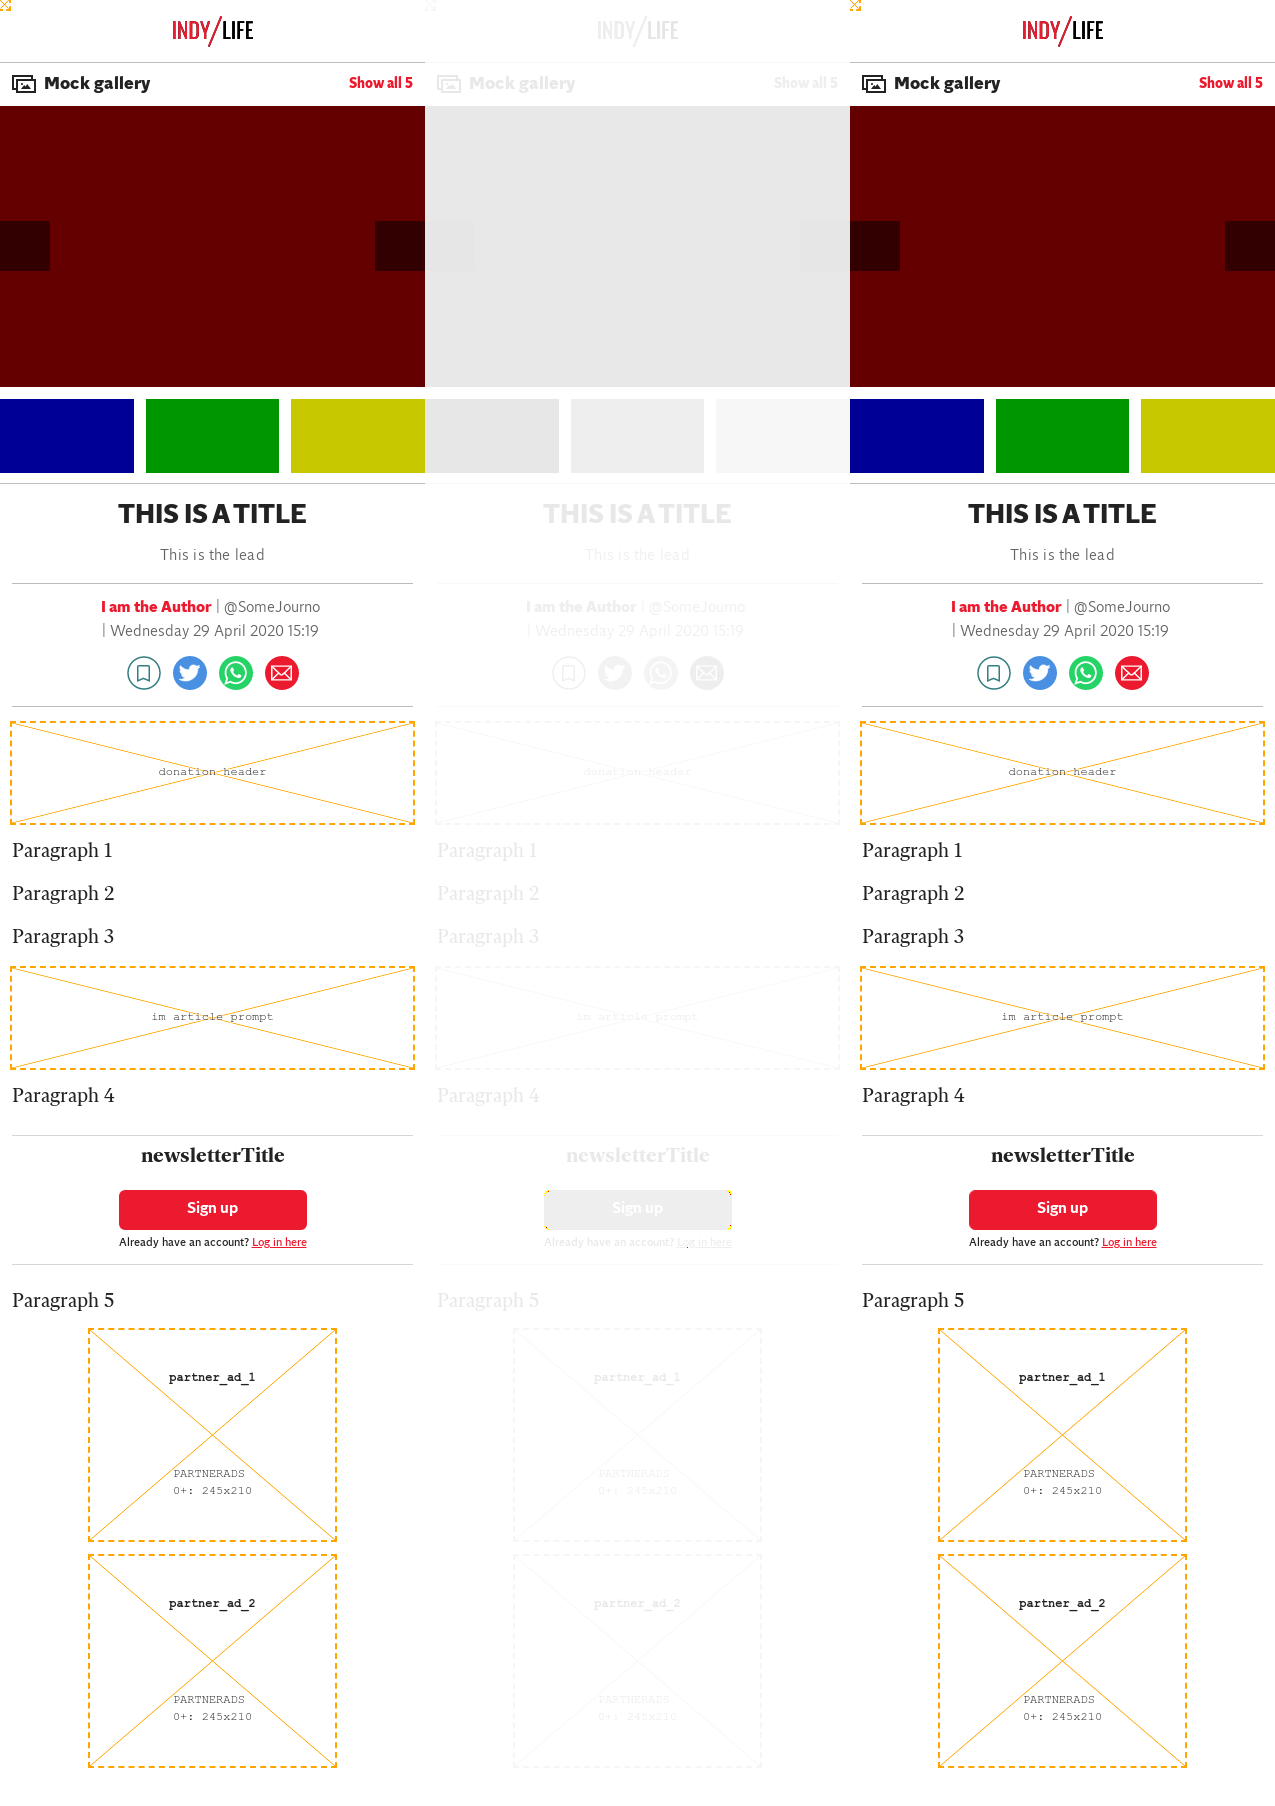 INDY/LIFE
Mock gallery Show all 5
THIS IS A TITLE
This is the lead
I am the Author | @SomeJourno
| Wednesday 29 April 2020 15:19
donation header
Paragraph 1
Paragraph 2
Paragraph 3
im article prompt
Paragraph 4
newsletterTitle
Sign up
Already have an account? Log in here
Paragraph 5
partner_ad_1
PARTNERADS
0+: 245x210
partner_ad_2
PARTNERADS
0+: 245x210
INDY/LIFE
Mock gallery Show all 5
THIS IS A TITLE
This is the lead
I am the Author | @SomeJourno
| Wednesday 29 April 2020 15:19
donation header
Paragraph 1
Paragraph 2
Paragraph 3
im article prompt
Paragraph 4
newsletterTitle
Sign up
Already have an account? Log in here
Paragraph 5
partner_ad_1
PARTNERADS
0+: 245x210
partner_ad_2
PARTNERADS
0+: 245x210
INDY/LIFE
Mock gallery Show all 5
THIS IS A TITLE
This is the lead
I am the Author | @SomeJourno
| Wednesday 29 April 2020 15:19
donation header
Paragraph 1
Paragraph 2
Paragraph 3
im article prompt
Paragraph 4
newsletterTitle
Sign up
Already have an account? Log in here
Paragraph 5
partner_ad_1
PARTNERADS
0+: 245x210
partner_ad_2
PARTNERADS
0+: 245x210